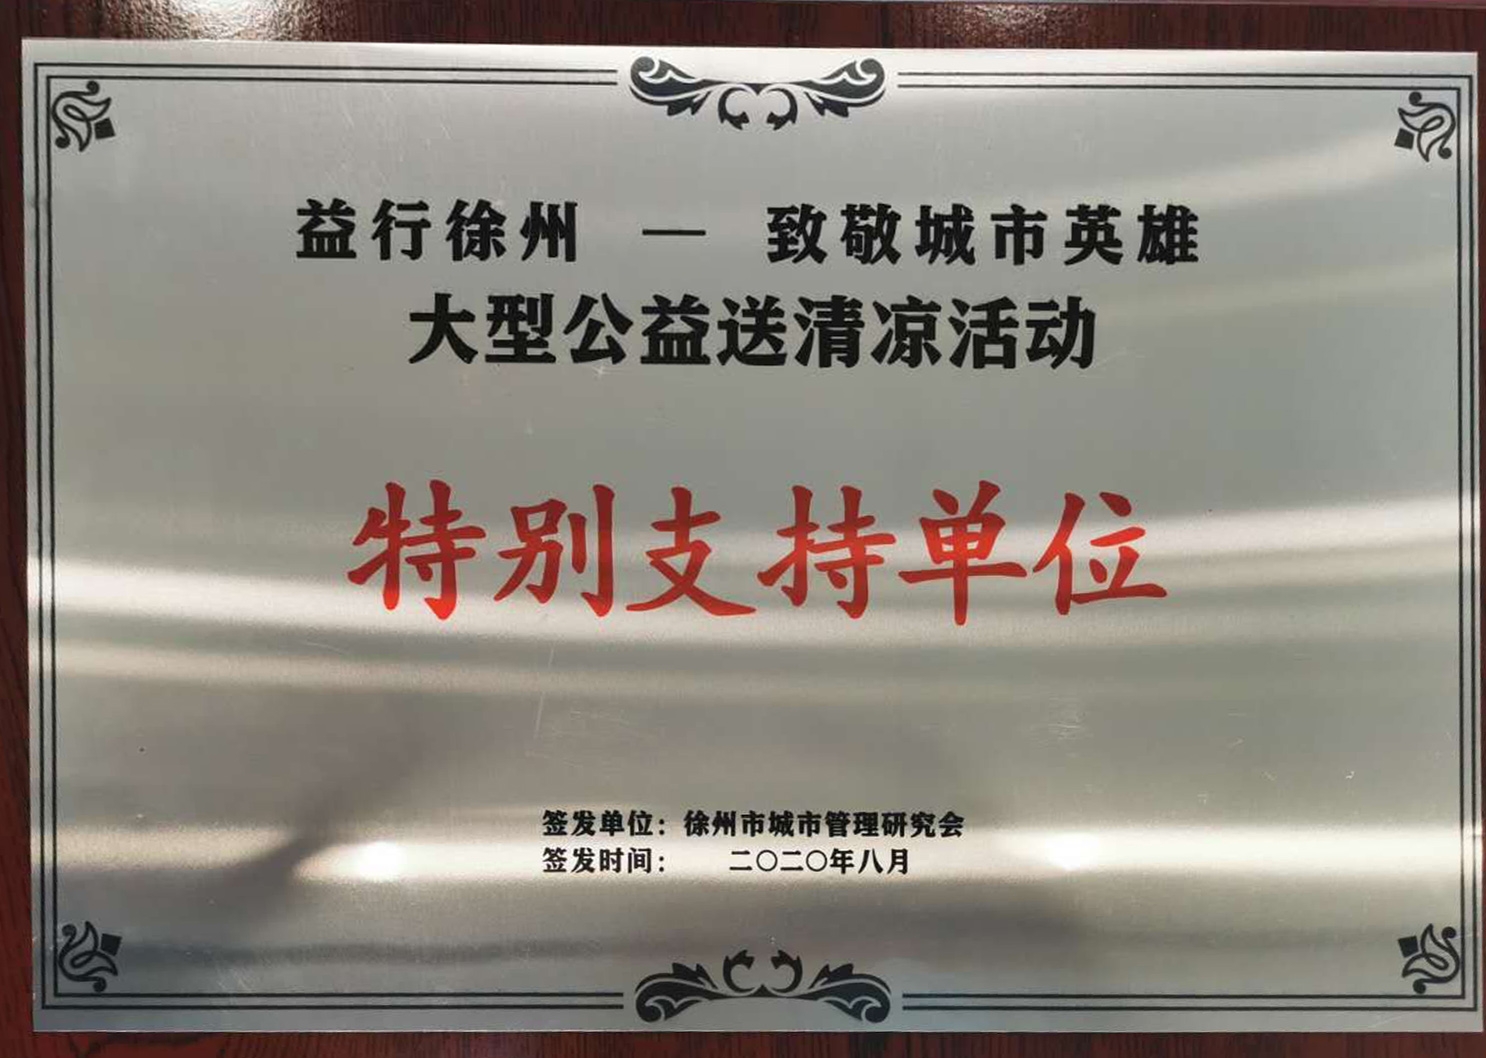 益行徐州 — 致敬城市英雄
大型公益送清凉活动
特别支持单位
签发单位：徐州市城市管理研究会
签发时间： 二〇二〇年八月